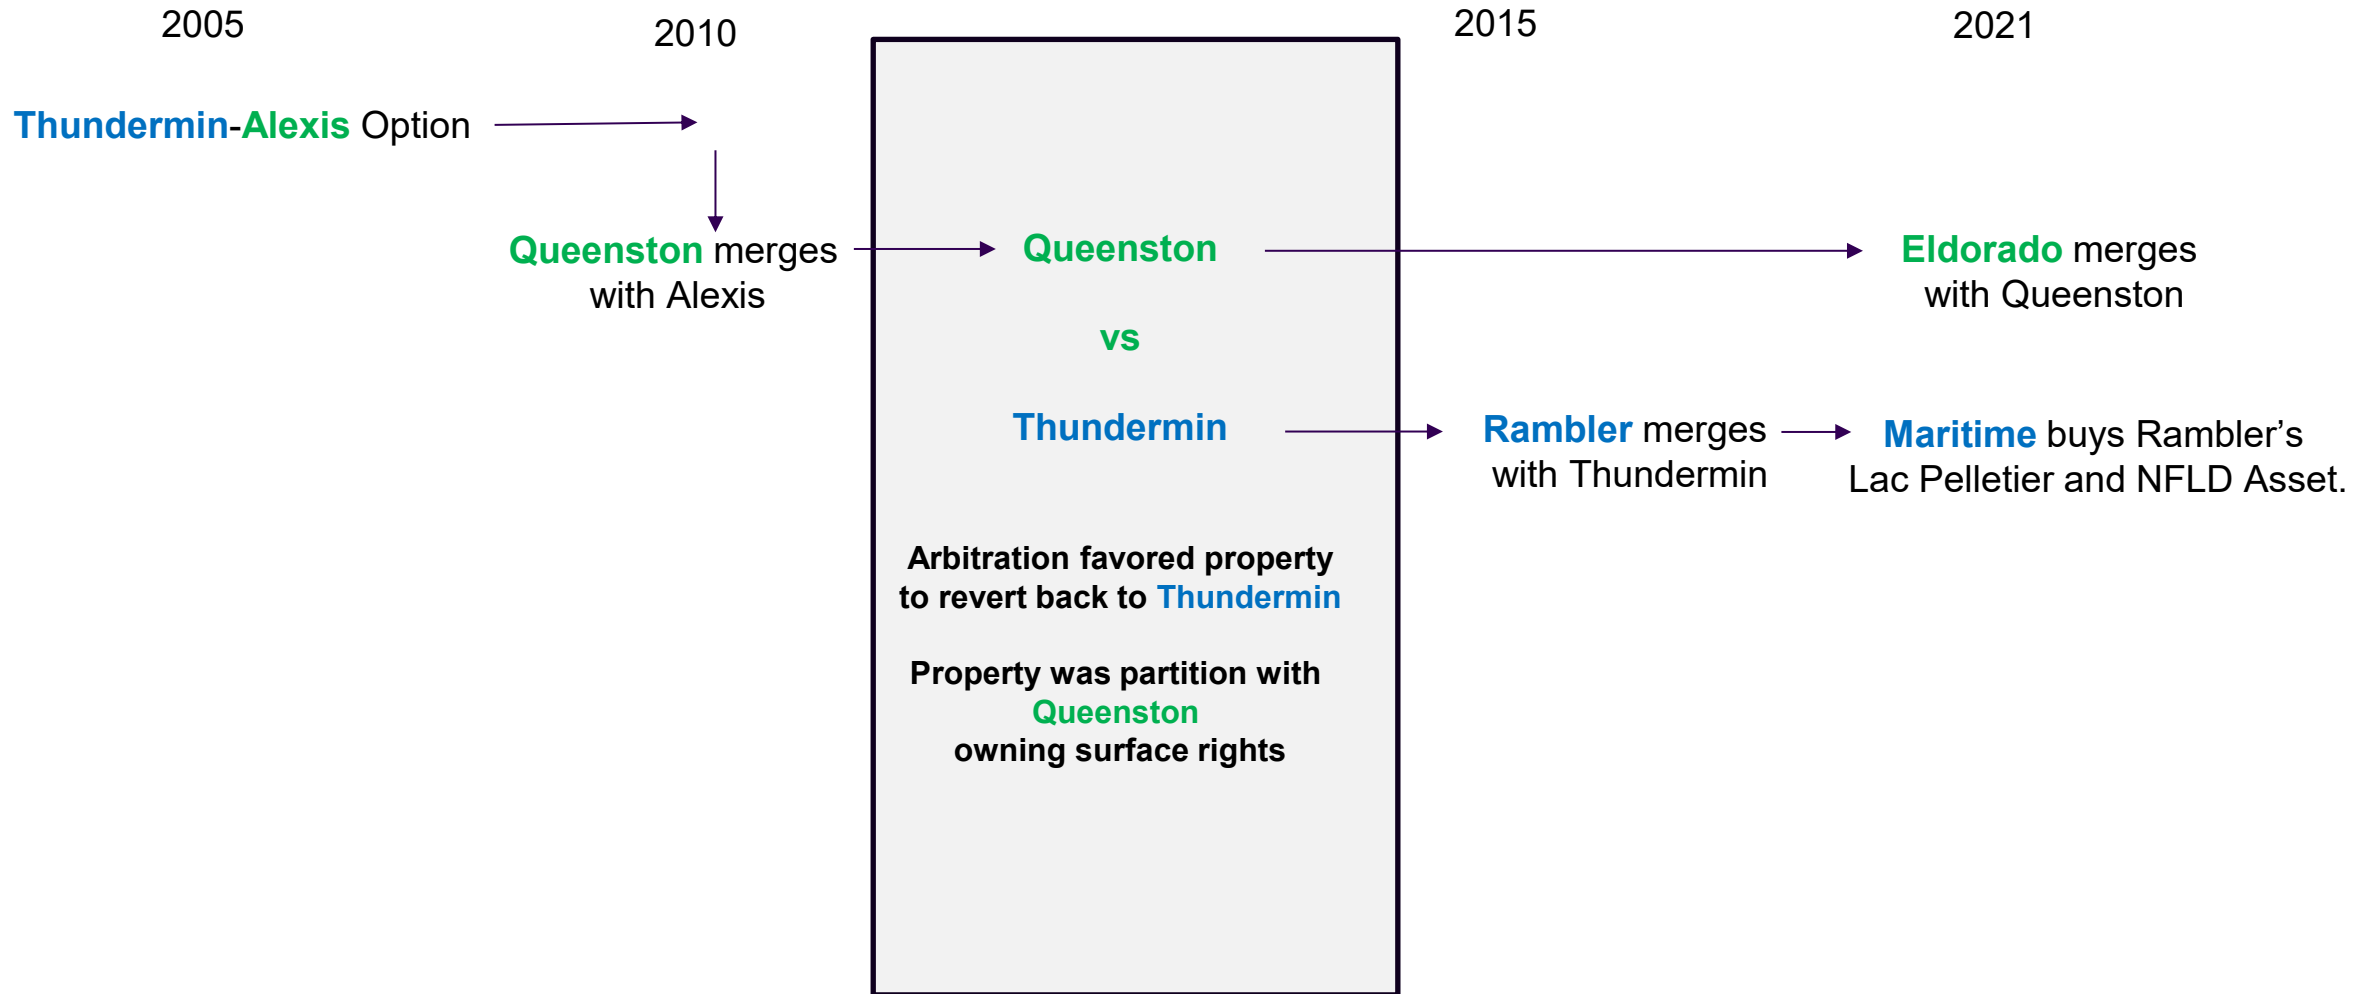 2005
2010
2015
2021
Thundermin-Alexis Option
Queenston merges
with Alexis
Queenston
vs
Thundermin
Arbitration favored property
to revert back to Thundermin
Property was partition with
Queenston
owning surface rights
Rambler merges
with Thundermin
Eldorado merges
with Queenston
Maritime buys Rambler’s
Lac Pelletier and NFLD Asset.